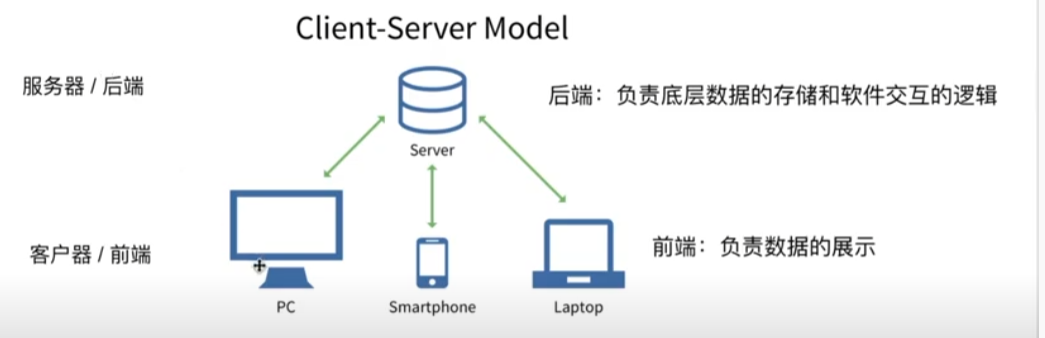 Client-Server Model
服务器 / 后端
后端：负责底层数据的存储和软件交互的逻辑
Server
客户器 / 前端
前端：负责数据的展示
PC
Smartphone
Laptop